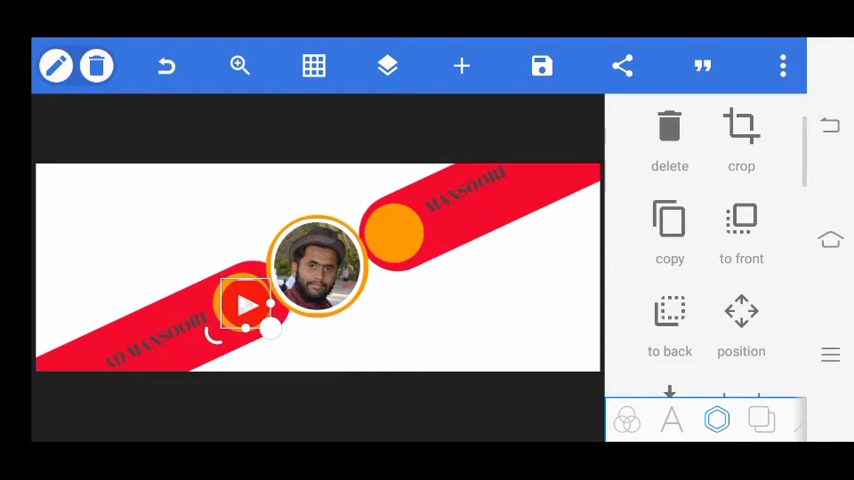 delete
crop
MANSOORI
copy
to front
AD MANSOORI
to back
position